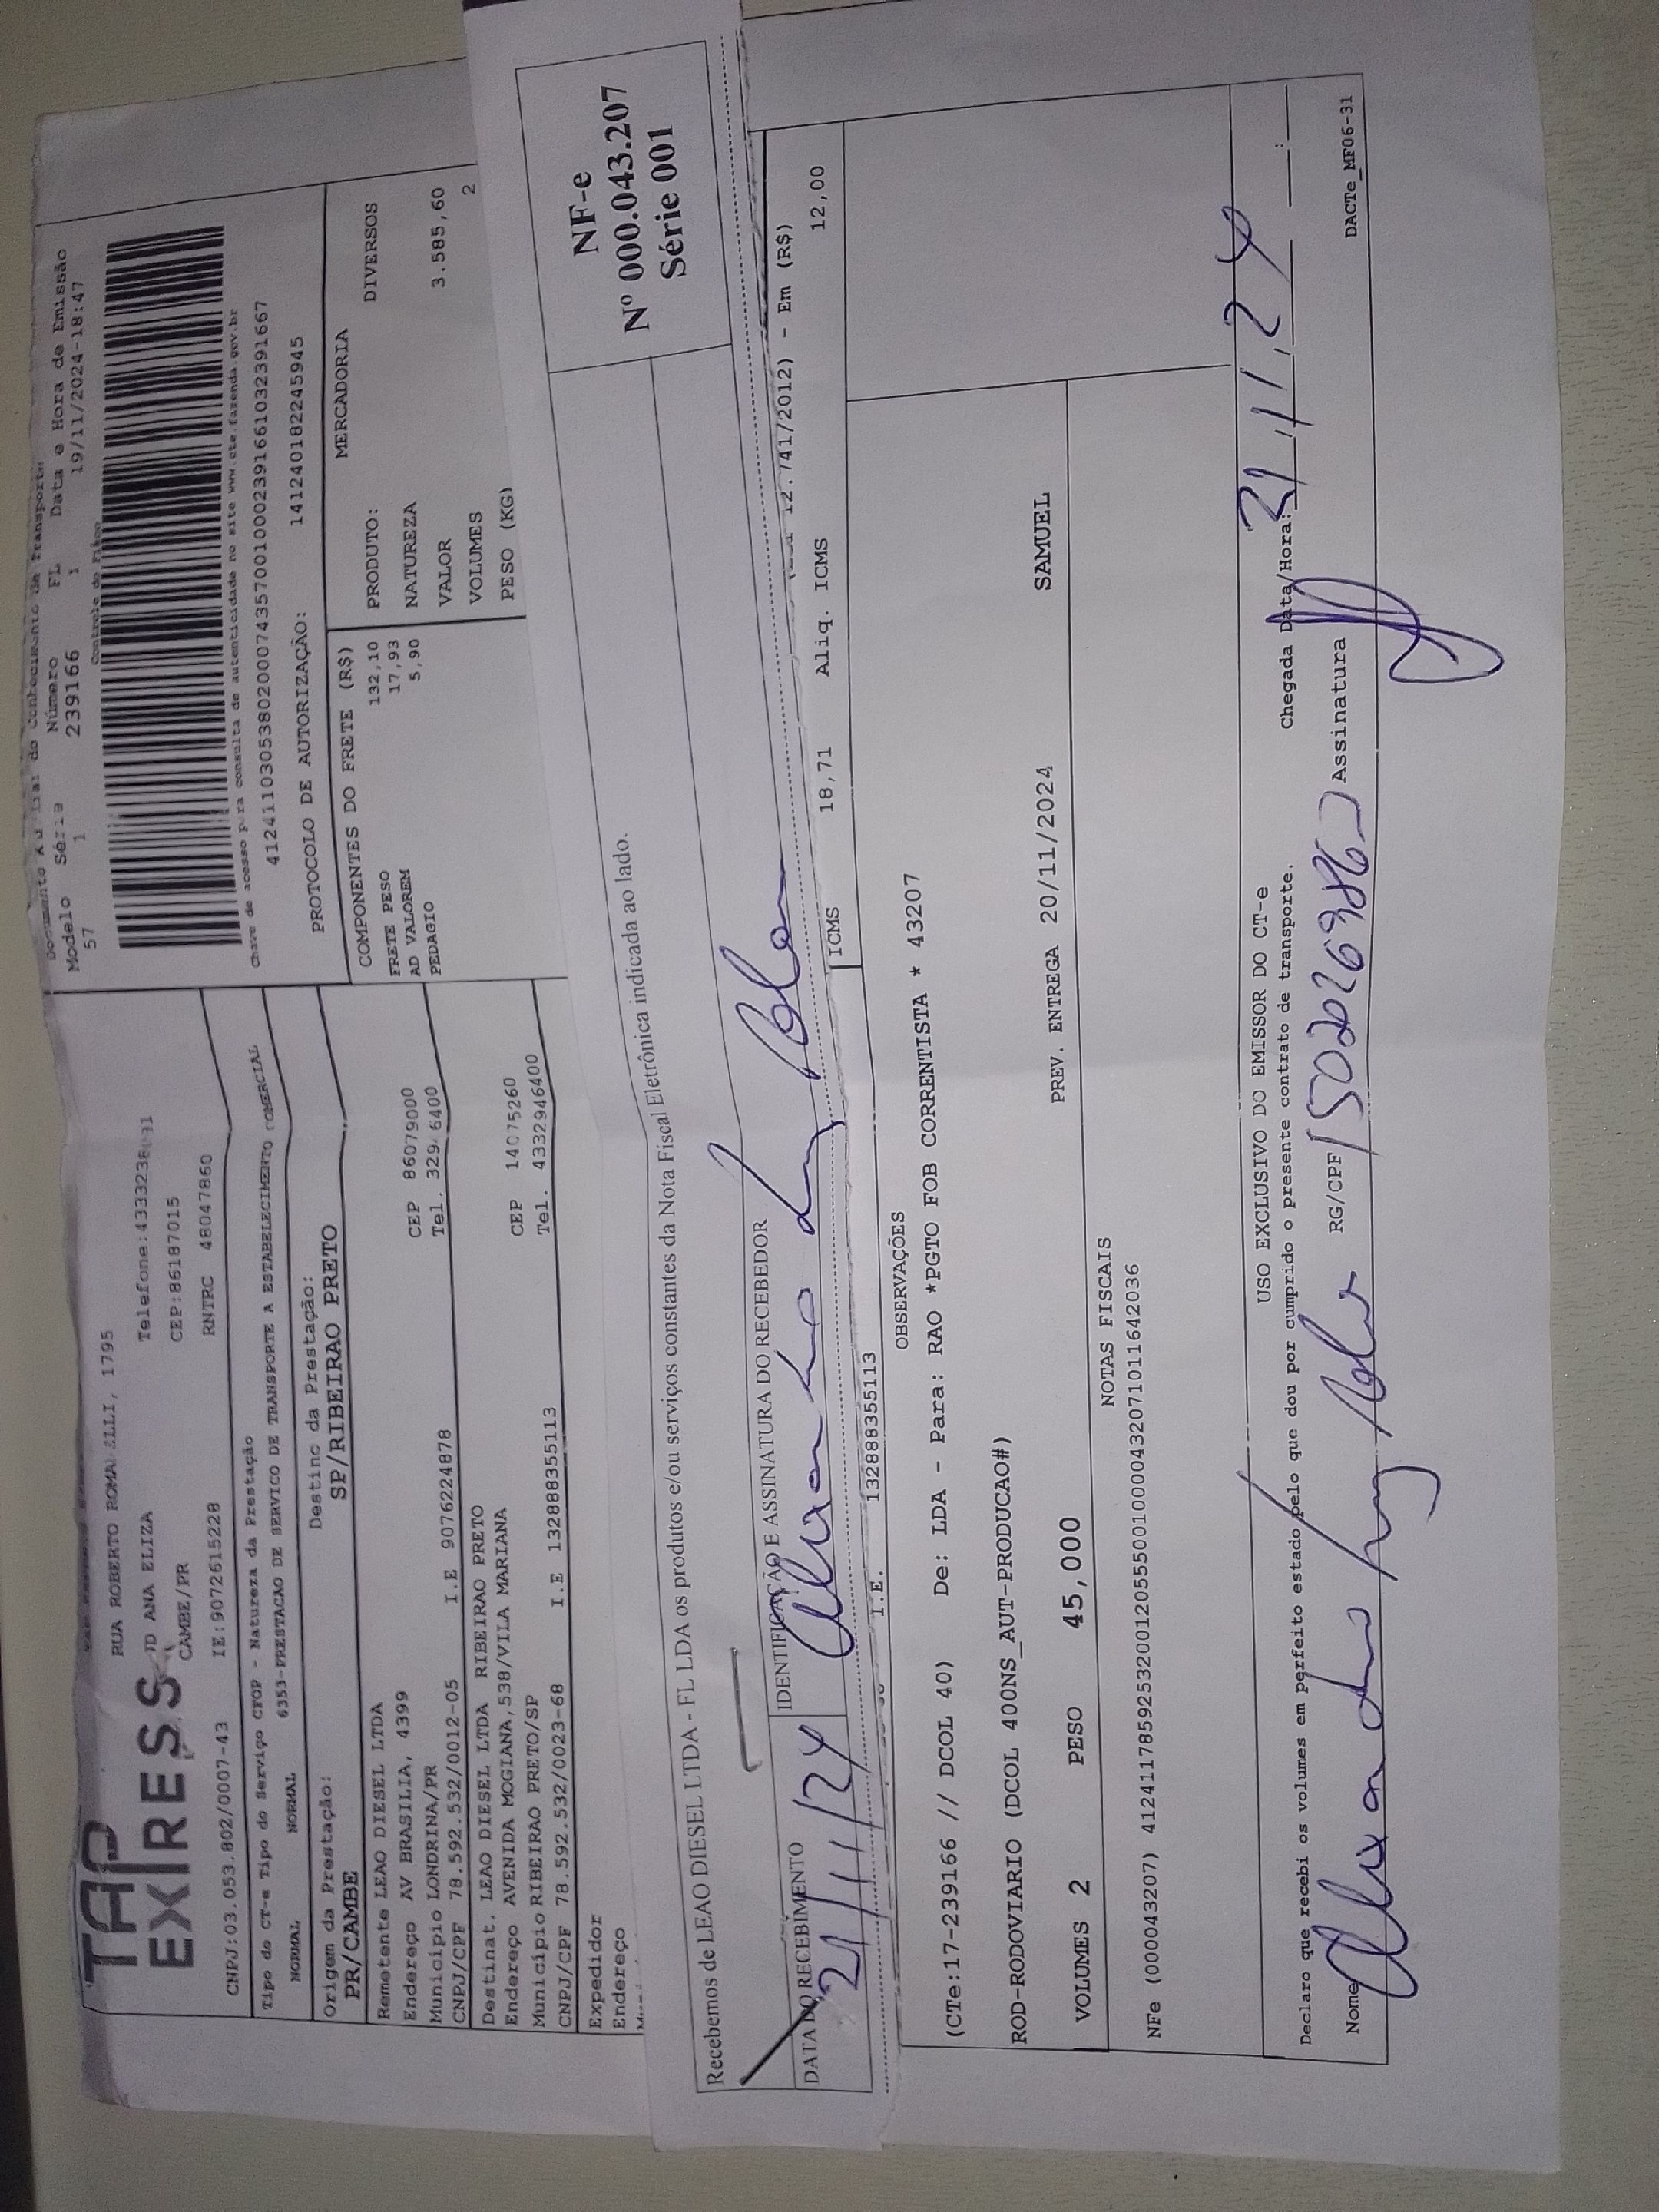 Documento Auxiliar do Conhecimento de Transporte
Modelo Série Número FL Data e Hora de Emissão
57 1 239166 1 19/11/2024-18:47
Controle do Fisco
Chave de acesso para consulta de autenticidade no site www.cte.fazenda.gov.br
41241103053802000743570010002391661032391667
PROTOCOLO DE AUTORIZAÇÃO: 141240182245945
TAP
EXPRESS
RUA ROBERTO ROMANELLI, 1795
JD ANA ELIZA
CAMBE/PR CEP:86187015
CNPJ:03.053.802/0007-43 IE:9072615228 RNTRC 48047860
Tipo do CT-e Tipo do Serviço CFOP - Natureza da Prestação
NORMAL NORMAL 6353-PRESTACAO DE SERVICO DE TRANSPORTE A ESTABELECIMENTO COMERCIAL
Origem da Prestação: Destino da Prestação:
PR/CAMBE SP/RIBEIRAO PRETO
Remetente LEAO DIESEL LTDA
Endereço AV BRASILIA, 4399 CEP 86079000
Município LONDRINA/PR Tel.
CNPJ/CPF 78.592.532/0012-05 I.E 9076224878
Destinat. LEAO DIESEL LTDA RIBEIRAO PRETO
Endereço AVENIDA MOGIANA,538/VILA MARIANA CEP 14075260
Município RIBEIRAO PRETO/SP Tel. 4332946400
CNPJ/CPF 78.592.532/0023-68 I.E 132888355113
Expedidor
Endereço
COMPONENTES DO FRETE (R$)
FRETE PESO 132,10
AD VALOREM 17,93
PEDAGIO 5,90
MERCADORIA
PRODUTO: DIVERSOS
NATUREZA
VALOR 3.585,60
VOLUMES 2
PESO (KG)
NF-e
Nº 000.043.207
Série 001
Recebemos de LEAO DIESEL LTDA - FL LDA os produtos e/ou serviços constantes da Nota Fiscal Eletrônica indicada ao lado.
DATA DO RECEBIMENTO IDENTIFICAÇÃO E ASSINATURA DO RECEBEDOR
21/11/24
12.741/2012) - Em (R$)
I.E. 132888355113 ICMS 18,71 Aliq. ICMS 12,00
OBSERVAÇÕES
(CTe:17-239166 // DCOL 40) De: LDA - Para: RAO *PGTO FOB CORRENTISTA * 43207
ROD-RODOVIARIO (DCOL 400NS_AUT-PRODUCAO#)
VOLUMES 2 PESO 45,000 PREV. ENTREGA 20/11/2024 SAMUEL
NOTAS FISCAIS
NFe (000043207) 41241178592532001205550010000432071011642036
USO EXCLUSIVO DO EMISSOR DO CT-e
Declaro que recebi os volumes em perfeito estado pelo que dou por cumprido o presente contrato de transporte. Chegada Data/Hora: 21/11/24
Nome RG/CPF Assinatura
DACTe_MF06-31